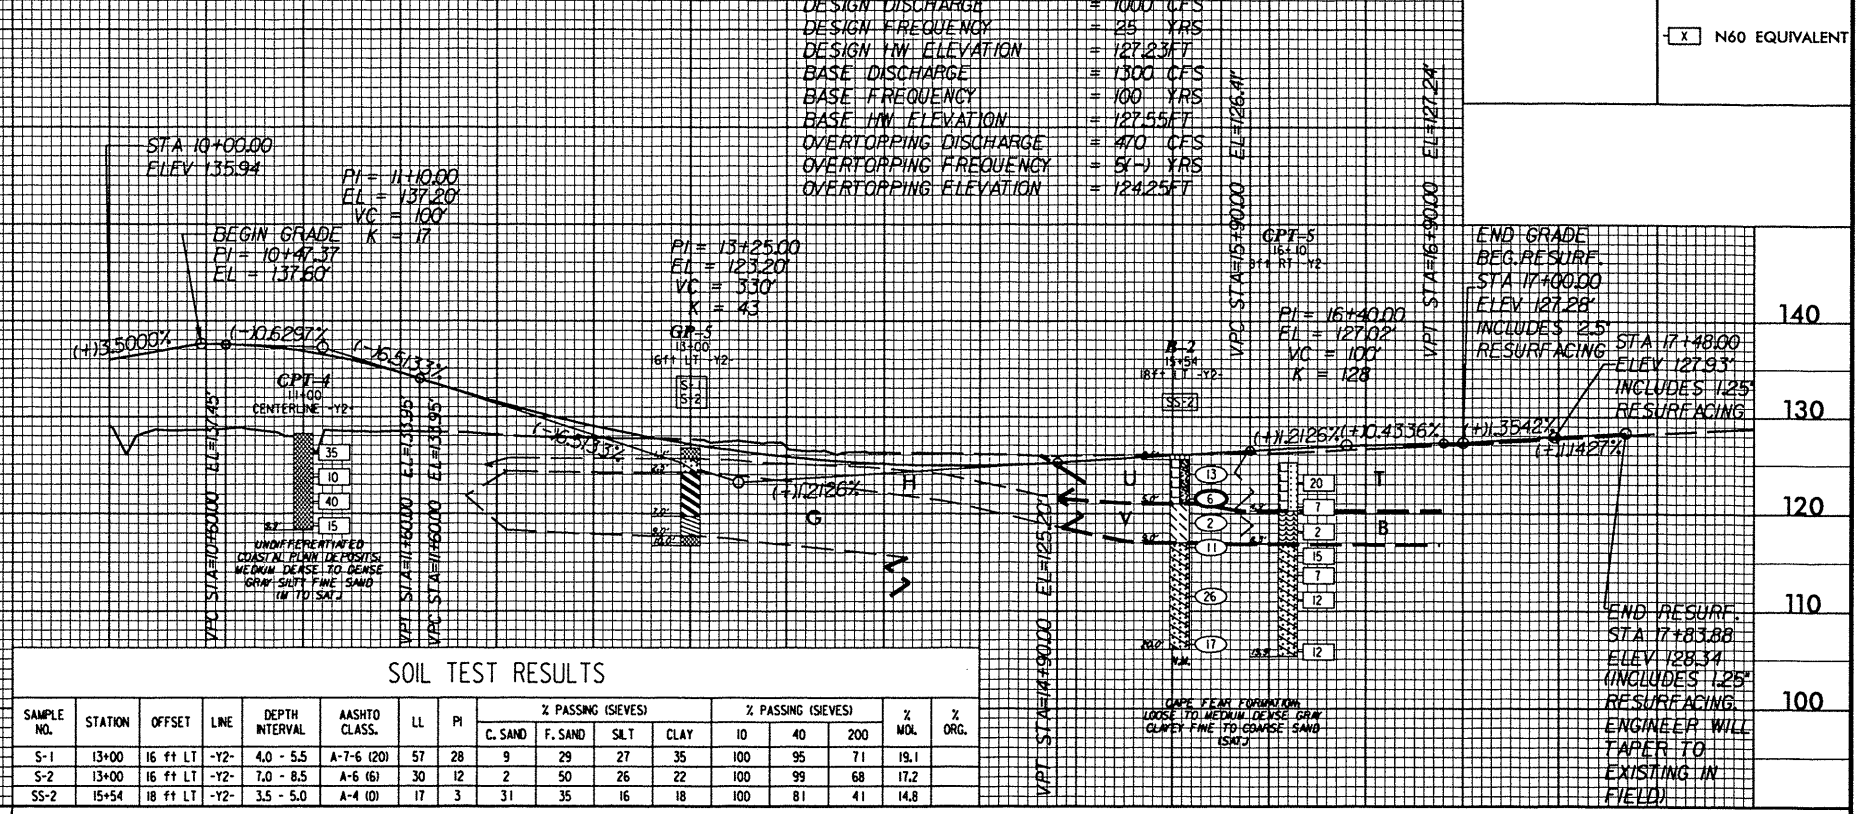 DESIGN DISCHARGE = 1000 CFS
DESIGN FREQUENCY = 25 YRS
DESIGN HW ELEVATION = 127.23FT
BASE DISCHARGE = 1300 CFS
BASE FREQUENCY = 100 YRS
BASE HW ELEVATION = 127.55FT
OVERTOPPING DISCHARGE = 470 CFS
OVERTOPPING FREQUENCY = 5(-) YRS
OVERTOPPING ELEVATION = 124.25FT
X N60 EQUIVALENT
STA 10+00.00
ELEV 135.94
PI = 11+10.00
EL = 137.20'
VC = 100'
K = 17
BEGIN GRADE
PI = 10+47.37
EL = 137.60'
PI = 13+25.00
EL = 123.20'
VC = 330'
K = 43
GP-5
13+00
16ft LT -Y2-
S-1
S-2
B-2
15+54
18ft LT -Y2-
SS-2
VPC STA=15+90.00 EL=126.41'
CPT-5
16+10
8ft RT -Y2-
PI = 16+40.00
EL = 127.02'
VC = 100'
K = 128
VPT STA=16+90.00 EL=127.24'
END GRADE
BEG. RESURF.
STA 17+00.00
ELEV 127.28'
INCLUDES 2.5"
RESURFACING
STA 17+48.00
ELEV 127.93'
INCLUDES 1.25"
RESURFACING
140
130
120
110
100
(+)3.5000%
(-)0.6297%
(-)6.5133%
(-)6.5133%
(+)1.2126%
(+)1.2126%
(+)0.4336%
(+)1.3542%
(+)1.1427%
CPT-4
11+00
CENTERLINE -Y2-
35
10
40
15
UNDIFFERENTIATED
COASTAL PLAIN DEPOSITS:
MEDIUM DENSE TO DENSE
GRAY SILTY FINE SAND
(M TO SAT.)
VPC STA=10+60.00 EL=137.45'
VPT STA=11+60.00 EL=133.95'
VPC STA=11+60.00 EL=133.95'
VPT STA=14+90.00 EL=125.20'
H
G
U
V
T
B
13
6
2
11
26
17
20
7
2
15
7
12
12
20.0'
CAPE FEAR FORMATION:
LOOSE TO MEDIUM DENSE GRAY
CLAYEY FINE TO COARSE SAND
(SAT.)
END RESURF.
STA 17+83.88
ELEV 128.34
(INCLUDES 1.25"
RESURFACING.
ENGINEER WILL
TAPER TO
EXISTING IN
FIELD)
SOIL TEST RESULTS
SAMPLE NO. STATION OFFSET LINE DEPTH INTERVAL AASHTO CLASS. LL PI % PASSING (SIEVES) % PASSING (SIEVES) % MOI. % ORG.
C. SAND F. SAND SILT CLAY 10 40 200
S-1 13+00 16 ft LT -Y2- 4.0 - 5.5 A-7-6 (20) 57 28 9 29 27 35 100 95 71 19.1
S-2 13+00 16 ft LT -Y2- 7.0 - 8.5 A-6 (6) 30 12 2 50 26 22 100 99 68 17.2
SS-2 15+54 18 ft LT -Y2- 3.5 - 5.0 A-4 (0) 17 3 31 35 16 18 100 81 41 14.8